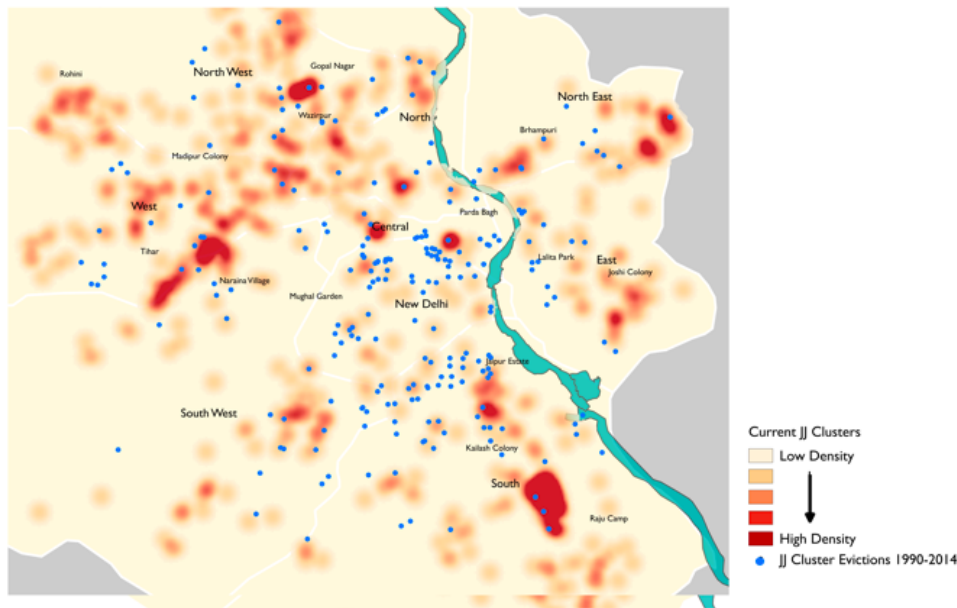 Rohini
North West
Gopal Nagar
North East
Wazirpur
North
Brhampuri
Madipur Colony
West
Parda Bagh
Central
Tihar
Lalita Park
East
Joshi Colony
Naraina Village
Mughal Garden
New Delhi
Jaipur Estate
South West
Kailash Colony
South
Raju Camp
Current JJ Clusters
Low Density
High Density
JJ Cluster Evictions 1990-2014